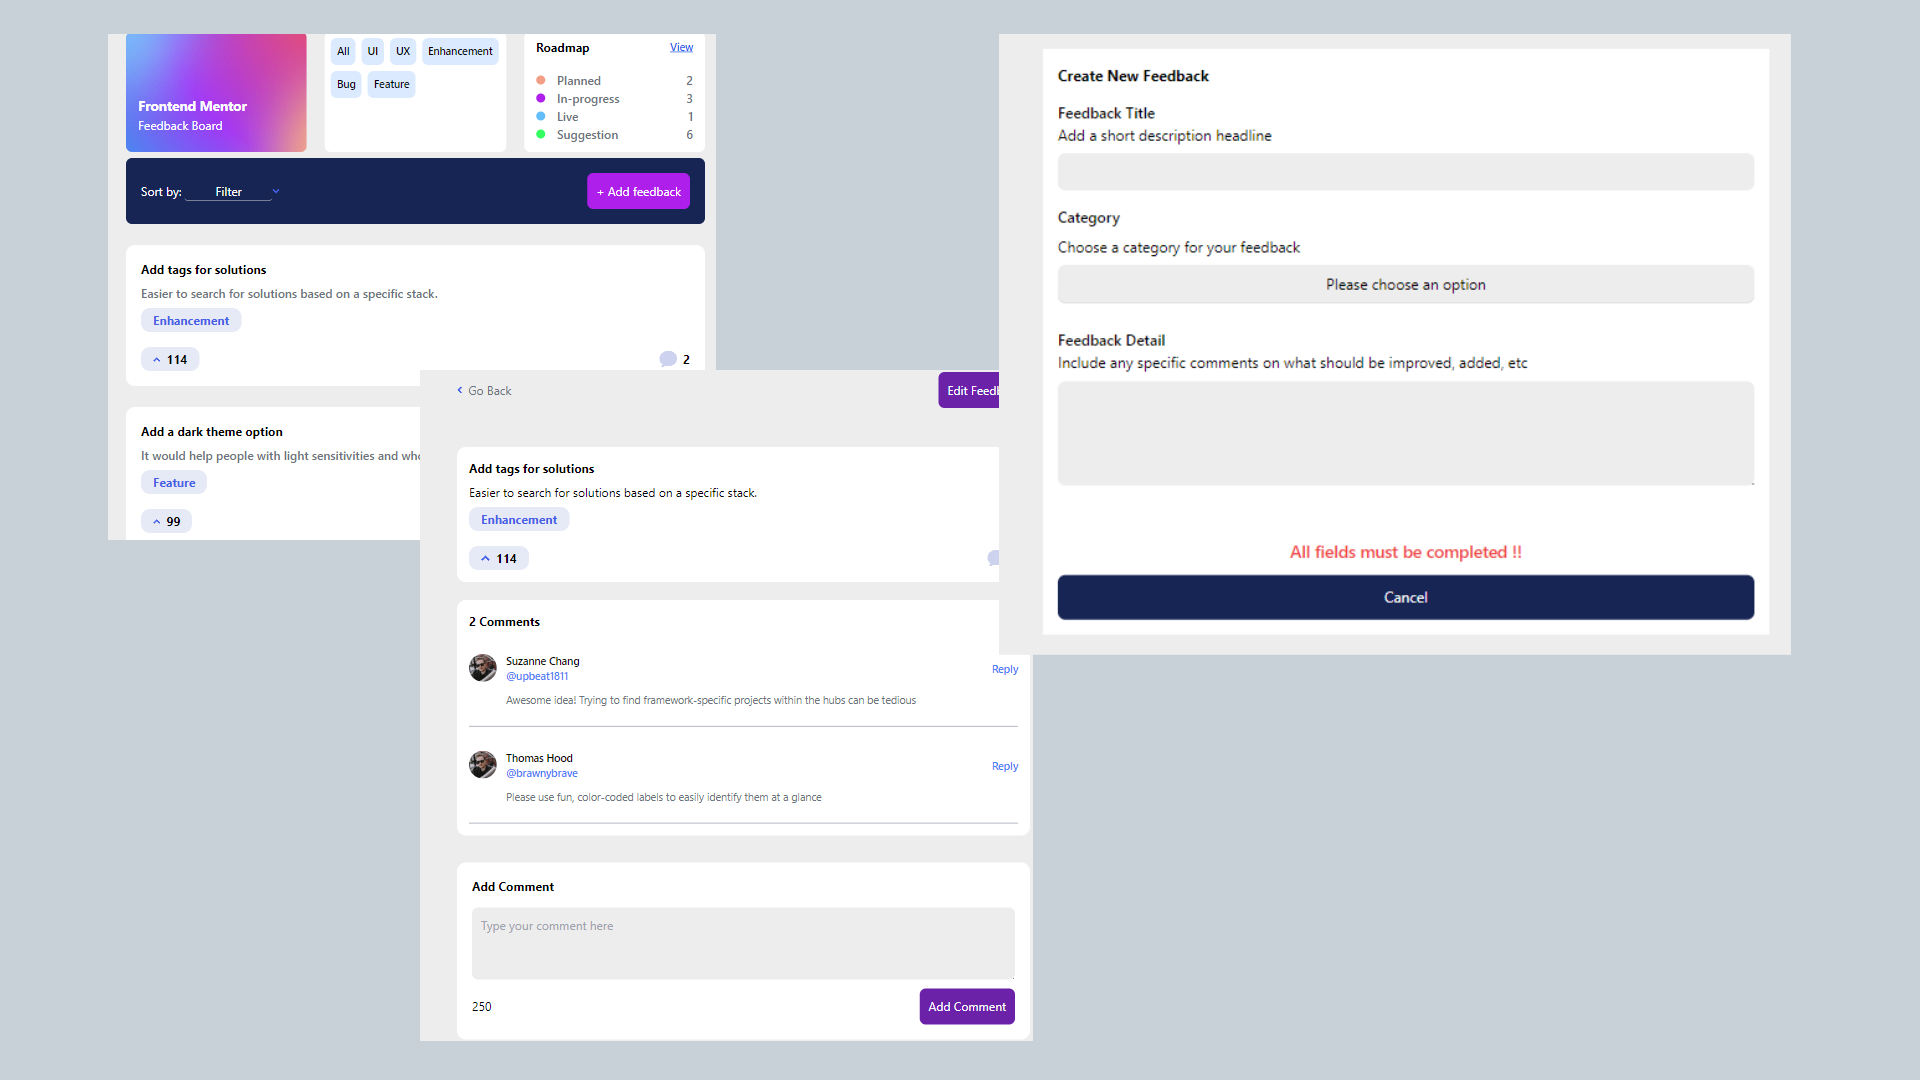 Frontend Mentor
Feedback Board
All UI UX Enhancement
Bug Feature
Roadmap View
Planned 2
In-progress 3
Live 1
Suggestion 6
Sort by: Filter + Add feedback
Add tags for solutions
Easier to search for solutions based on a specific stack.
Enhancement
114 2
Add a dark theme option
It would help people with light sensitivities and
Feature
99
Go Back Edit
Add tags for solutions
Easier to search for solutions based on a specific stack.
Enhancement
114
2 Comments
Suzanne Chang
@upbeat1811
Reply
Awesome idea! Trying to find framework-specific projects within the hubs can be tedious
Thomas Hood
@brawnybrave
Reply
Please use fun, color-coded labels to easily identify them at a glance
Add Comment
Type your comment here
250 Add Comment
Create New Feedback
Feedback Title
Add a short description headline
Category
Choose a category for your feedback
Please choose an option
Feedback Detail
Include any specific comments on what should be improved, added, etc
All fields must be completed !!
Cancel